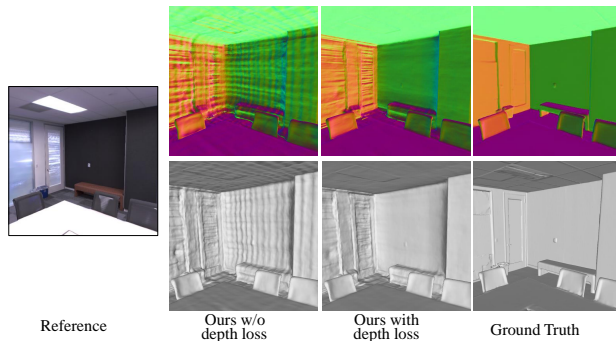 Reference
Ours w/o
depth loss
Ours with
depth loss
Ground Truth